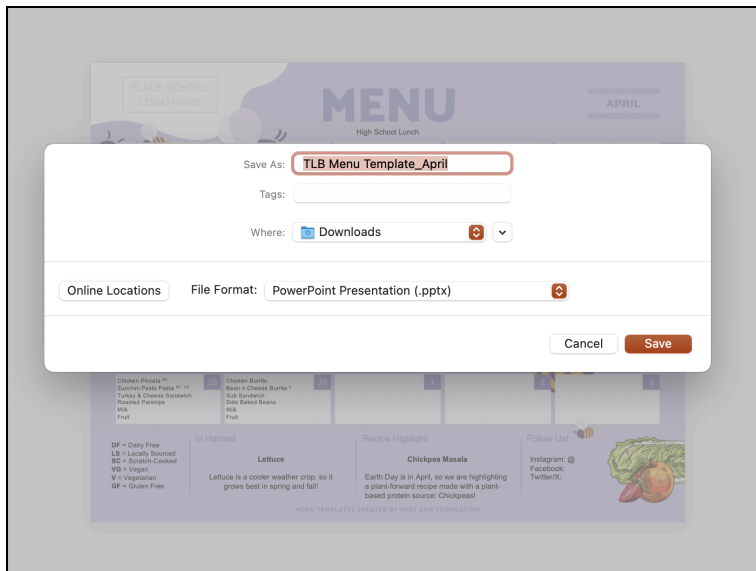 PLACE SCHOOL
LOGO HERE
MENU
APRIL
High School Lunch
Save As: TLB Menu Template_April
Tags:
Where: Downloads
Online Locations File Format: PowerPoint Presentation (.pptx)
Cancel Save
Chicken Piccata SC
Zucchini Pesto Pasta SC, VG
Turkey & Cheese Sandwich
Roasted Parsnips
Milk
Fruit
29
Chicken Burrito
Bean n Cheese Burrito V
Sub Sandwich
Side Baked Beans
Milk
Fruit
30
1
2
3
DF = Dairy Free
LS = Locally Sourced
SC = Scratch-Cooked
VG = Vegan
V = Vegetarian
GF = Gluten Free
In Harvest
Lettuce
Lettuce is a cooler weather crop, so it
grows best in spring and fall!
Recipe Highlight
Chickpea Masala
Earth Day is in April, so we are highlighting
a plant-forward recipe made with a plant-
based protein source: Chickpeas!
Follow Us!
Instagram: @
Facebook:
Twitter/X:
MENU TEMPLATES CREATED BY CHEF ANN FOUNDATION